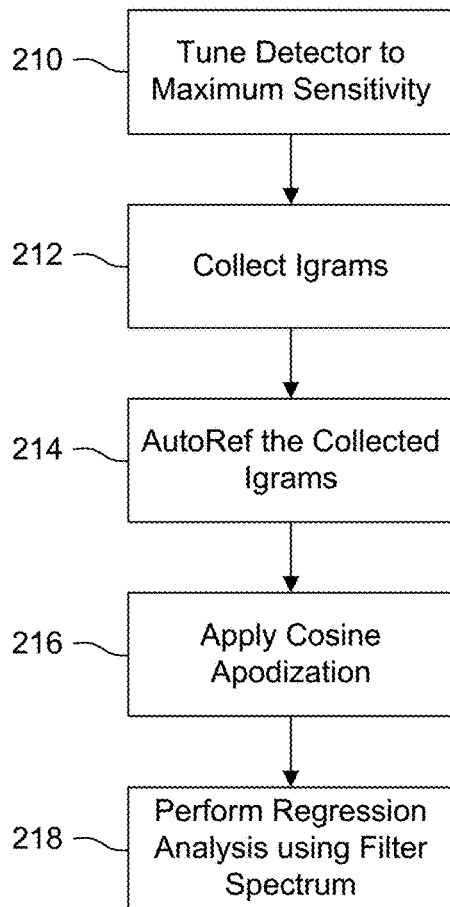 210
Tune Detector to
Maximum Sensitivity
212
Collect Igrams
214
AutoRef the Collected
Igrams
216
Apply Cosine
Apodization
218
Perform Regression
Analysis using Filter
Spectrum